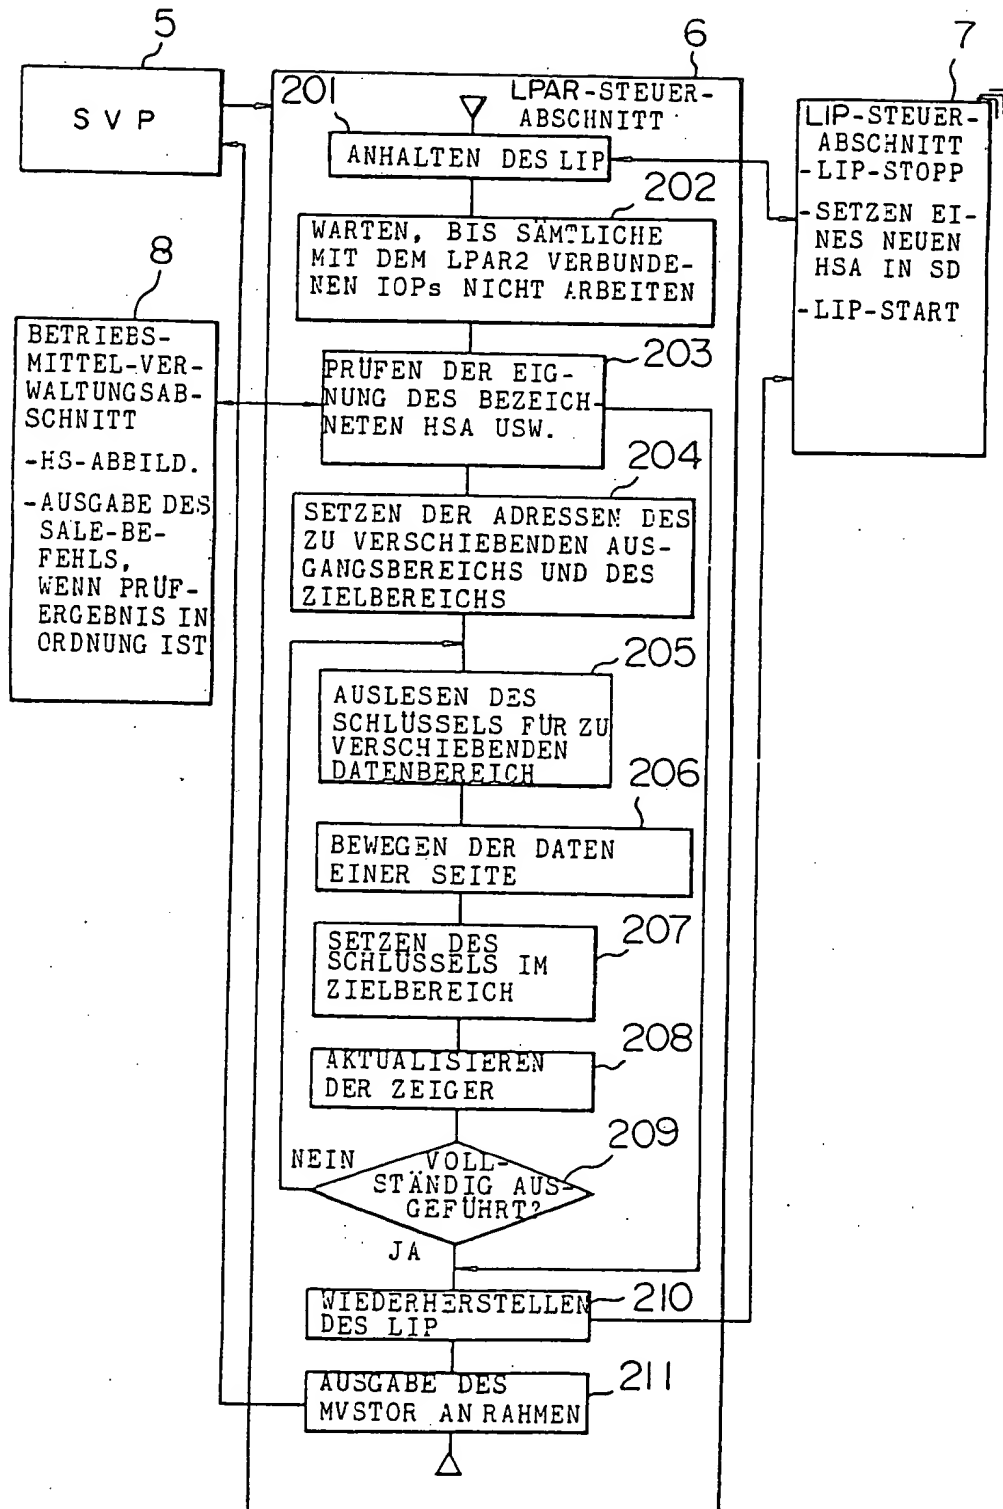 5
SVP
6
LPAR-STEUER-
ABSCHNITT
201
ANHALTEN DES LIP
7
LIP-STEUER-
ABSCHNITT
-LIP-STOPP
-SETZEN EI-
NES NEUEN
HSA IN SD
-LIP-START
202
WARTEN, BIS SÄMTLICHE
MIT DEM LPAR2 VERBUNDE-
NEN IOPs NICHT ARBEITEN
8
BETRIEBS-
MITTEL-VER-
WALTUNGSAB-
SCHNITT
-HS-ABBILD.
-AUSGABE DES
SALE-BE-
FEHLS,
WENN PRÜF-
ERGEBNIS IN
ORDNUNG IST
203
PRÜFEN DER EIG-
NUNG DES BEZEICH-
NETEN HSA USW.
204
SETZEN DER ADRESSEN DES
ZU VERSCHIEBENDEN AUS-
GANGSBEREICHS UND DES
ZIELBEREICHS
205
AUSLESEN DES
SCHLÜSSELS FÜR ZU
VERSCHIEBENDEN
DATENBEREICH
206
BEWEGEN DER DATEN
EINER SEITE
207
SETZEN DES
SCHLÜSSELS IM
ZIELBEREICH
208
AKTUALISIEREN
DER ZEIGER
209
NEIN
VOLL-
STÄNDIG AUS-
GEFÜHRT?
JA
210
WIEDERHERSTELLEN
DES LIP
211
AUSGABE DES
MVSTOR AN RAHMEN